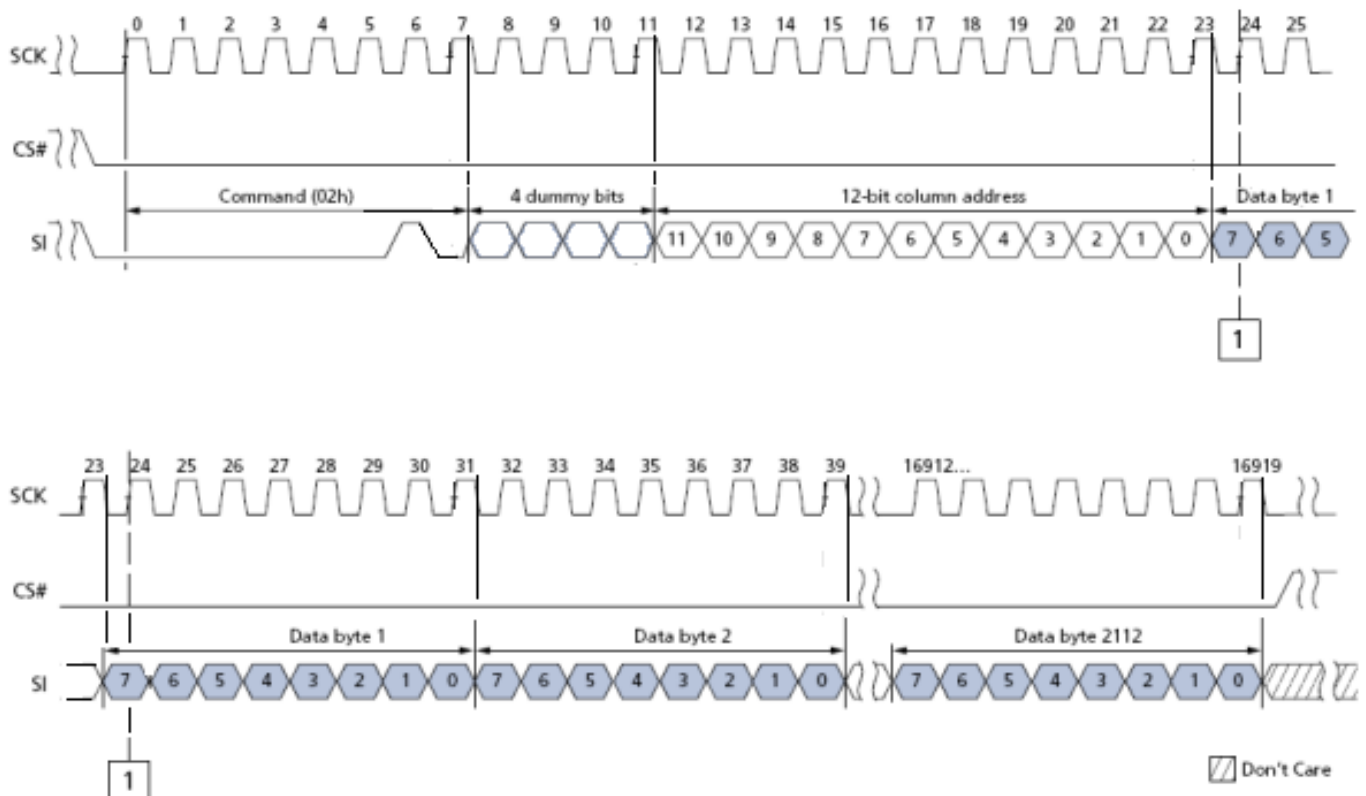 0 1 2 3 4 5 6 7 8 9 10 11 12 13 14 15 16 17 18 19 20 21 22 23 24 25
SCK
CS#
Command (02h) 4 dummy bits 12-bit column address Data byte 1
SI 11 10 9 8 7 6 5 4 3 2 1 0 7 6 5
1
23 24 25 26 27 28 29 30 31 32 33 34 35 36 37 38 39 16912... 16919
SCK
CS#
Data byte 1 Data byte 2 Data byte 2112
SI 7 6 5 4 3 2 1 0 7 6 5 4 3 2 1 0 7 6 5 4 3 2 1 0
1
Don't Care